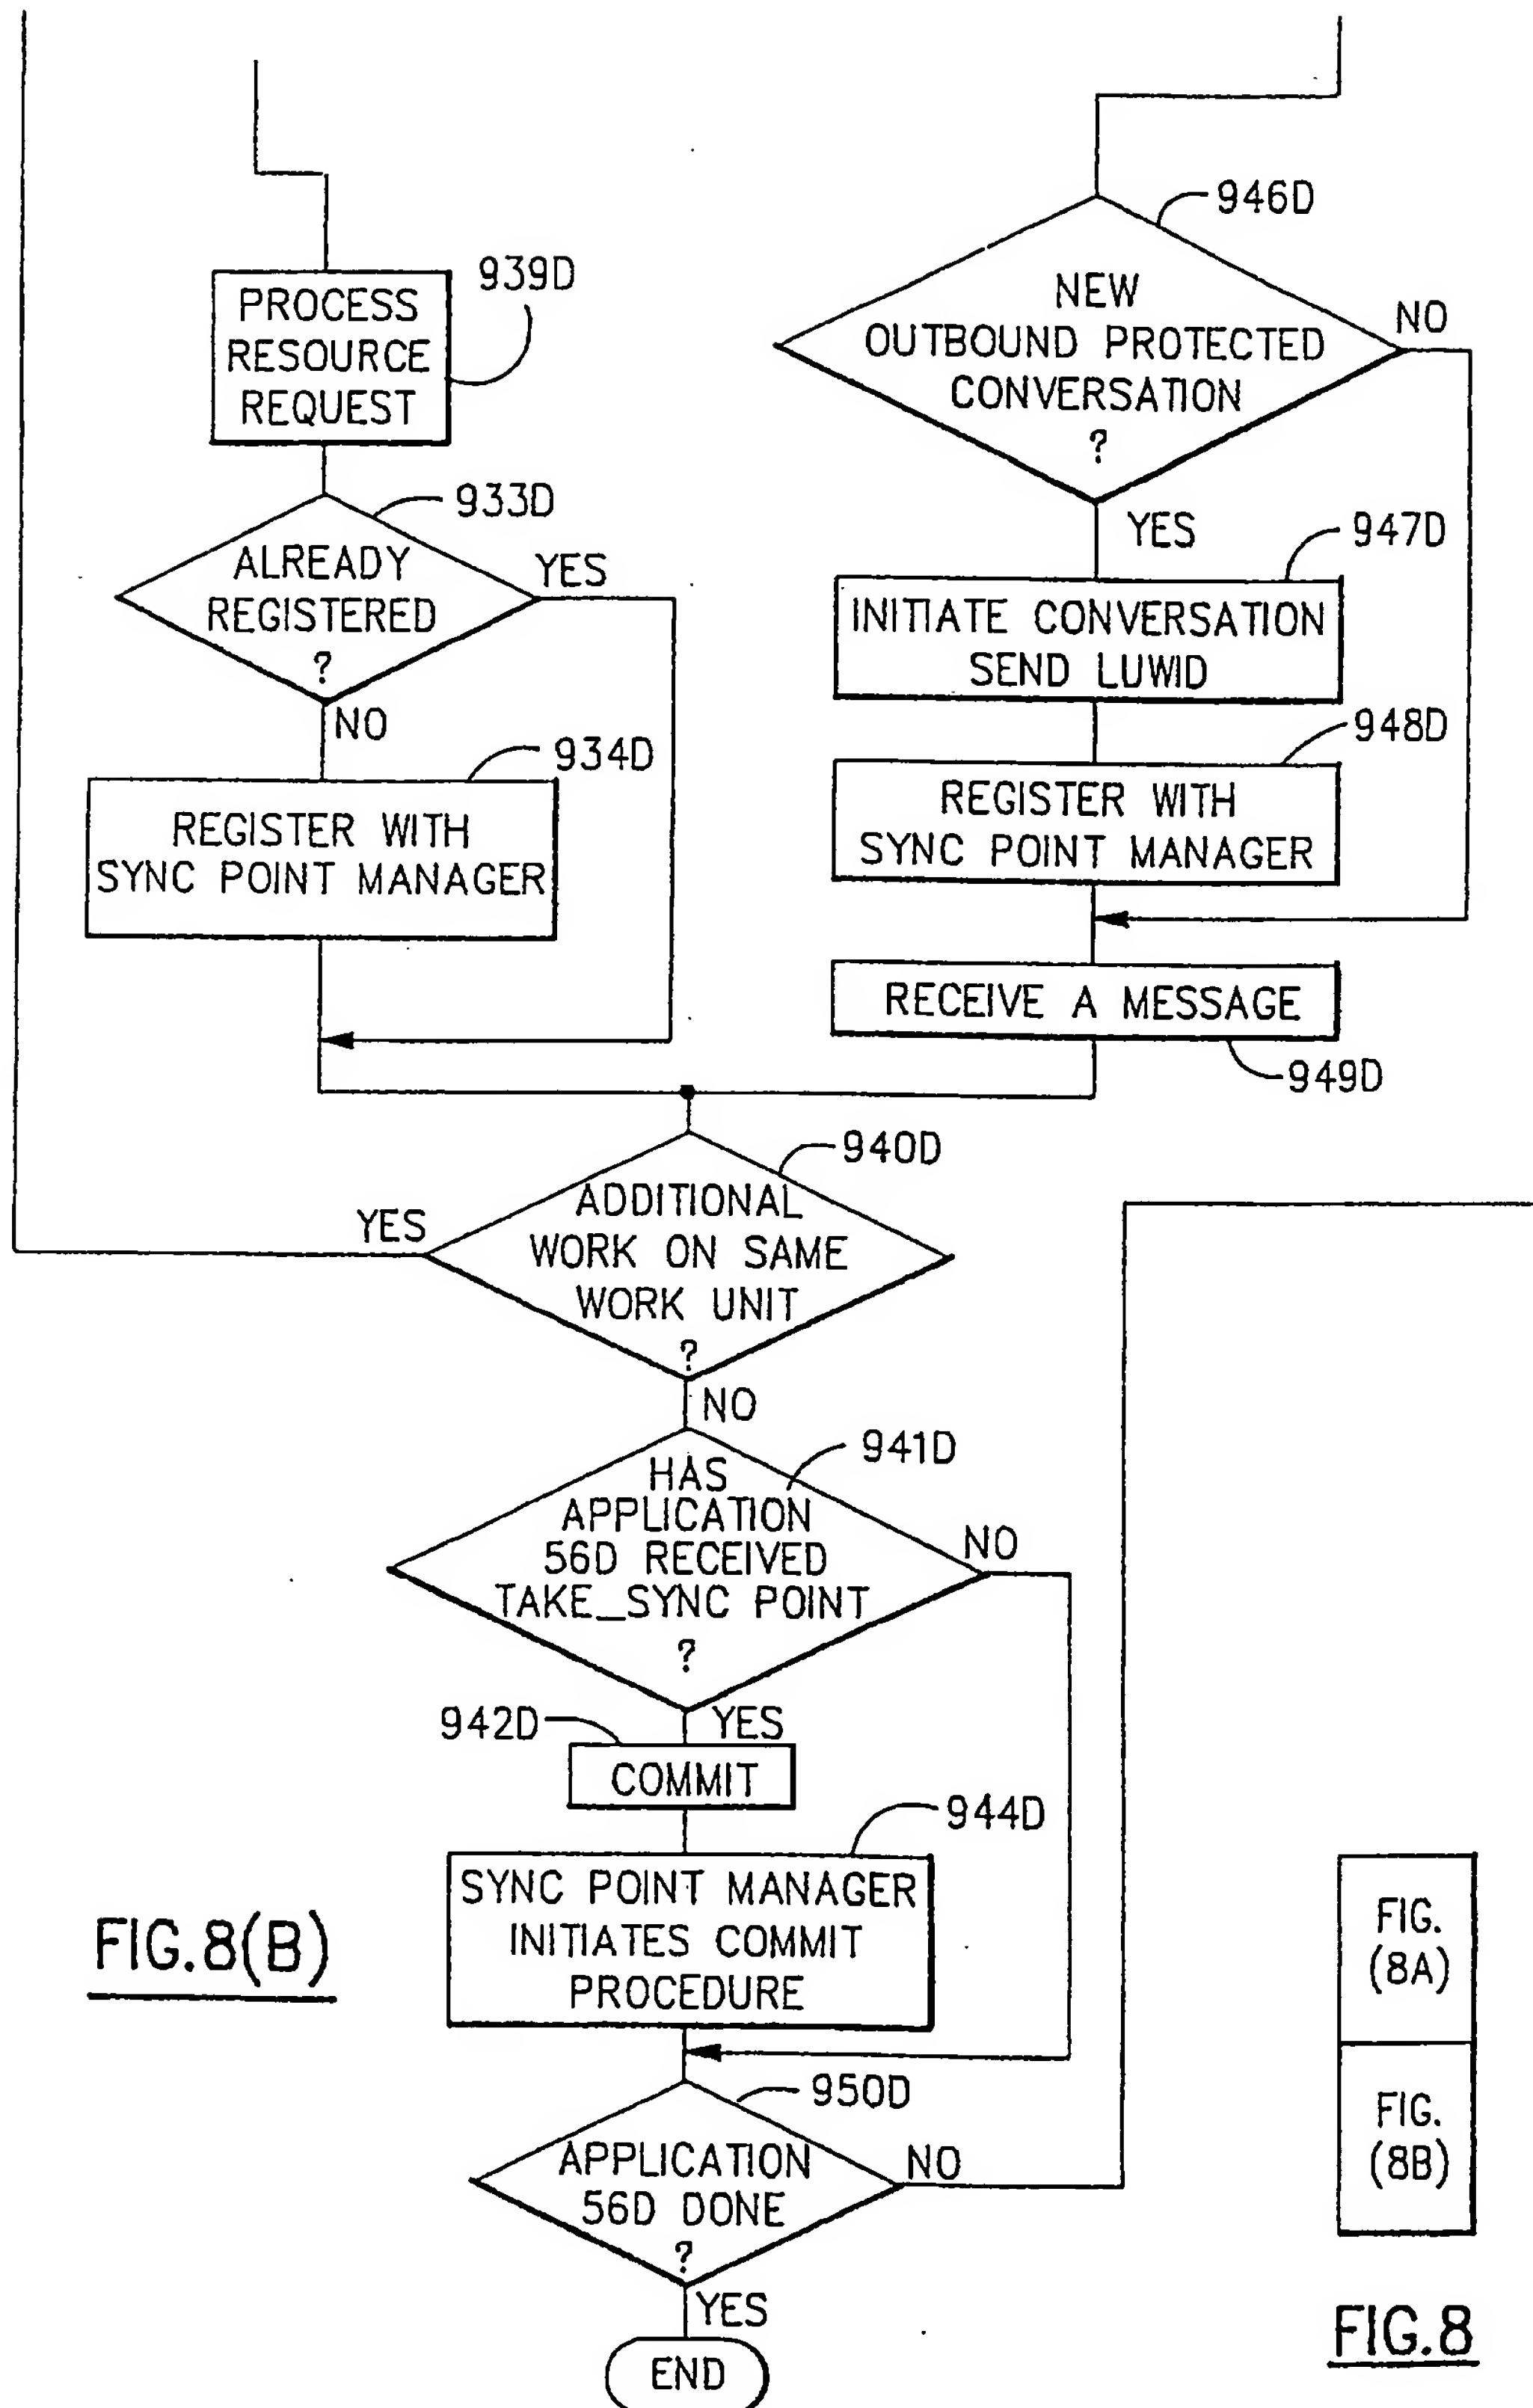 939D
PROCESS
RESOURCE
REQUEST
933D
ALREADY
REGISTERED
?
YES
NO
934D
REGISTER WITH
SYNC POINT MANAGER
946D
NEW
OUTBOUND PROTECTED
CONVERSATION
?
NO
YES
947D
INITIATE CONVERSATION
SEND LUWID
948D
REGISTER WITH
SYNC POINT MANAGER
RECEIVE A MESSAGE
949D
940D
ADDITIONAL
WORK ON SAME
WORK UNIT
?
YES
NO
941D
HAS
APPLICATION
56D RECEIVED
TAKE_SYNC POINT
?
NO
YES
942D
COMMIT
944D
SYNC POINT MANAGER
INITIATES COMMIT
PROCEDURE
950D
APPLICATION
56D DONE
?
NO
YES
END
FIG.8(B)
FIG.
(8A)
FIG.
(8B)
FIG.8